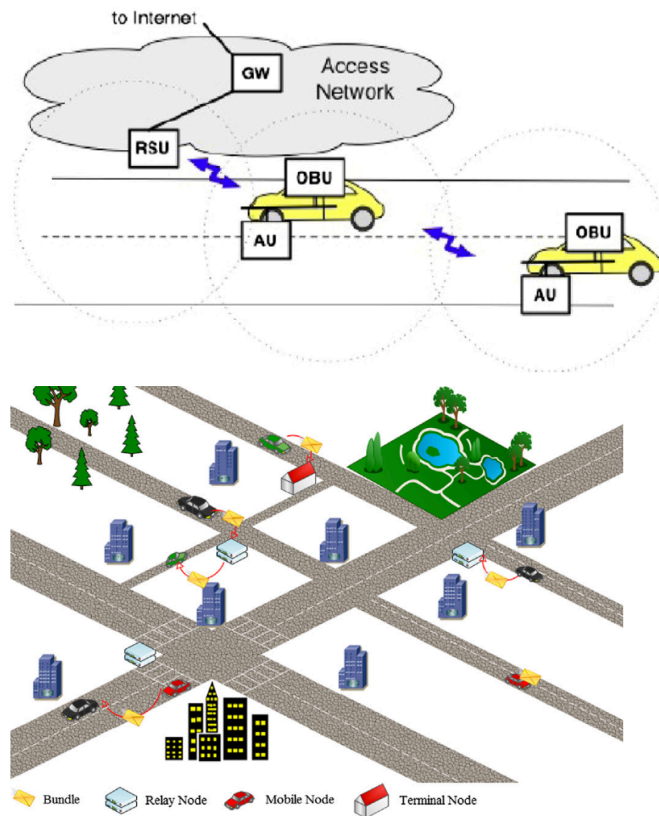 to Internet
GW
Access
Network
RSU
OBU
AU
OBU
AU
Bundle Relay Node Mobile Node Terminal Node